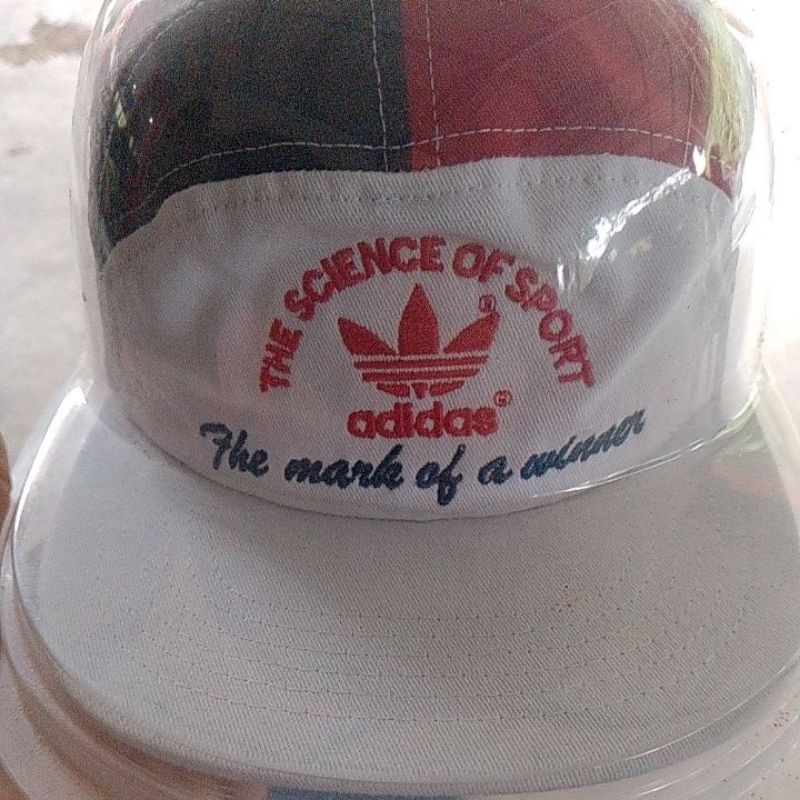 THE SCIENCE OF SPORT
®
adidas®
The mark of a winner